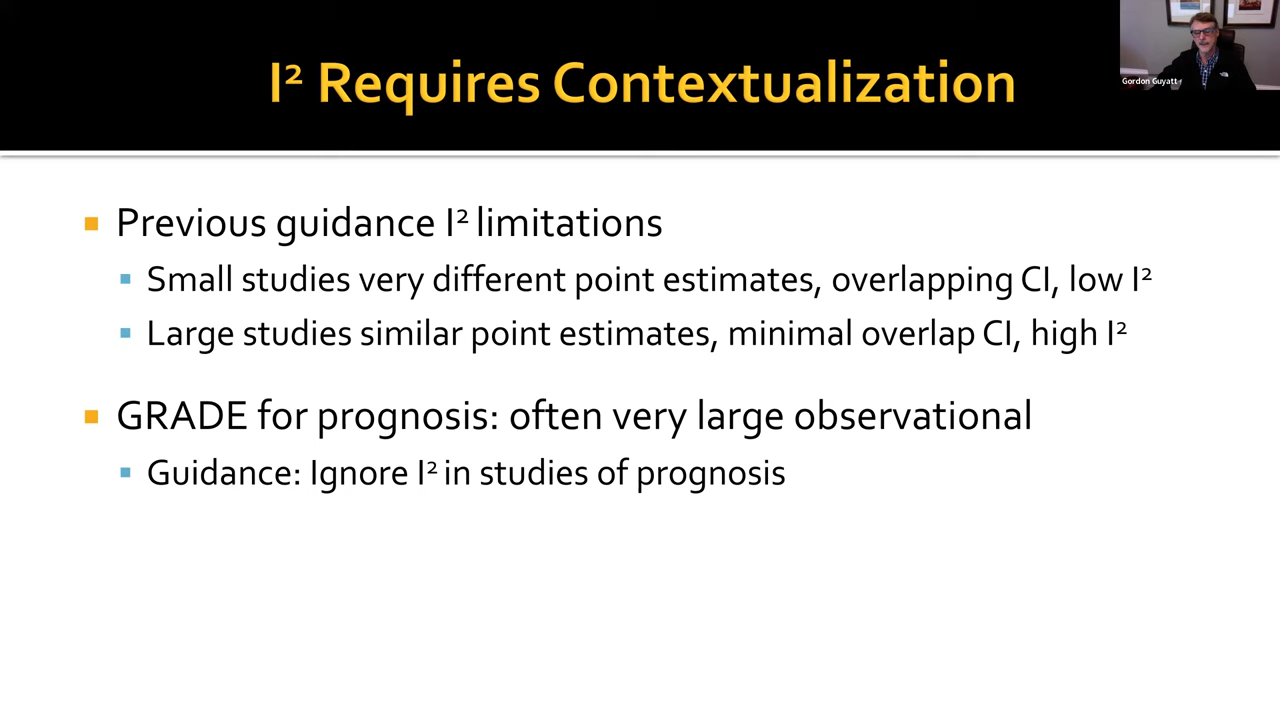 I² Requires Contextualization
Gordon Guyatt
Previous guidance I² limitations
Small studies very different point estimates, overlapping CI, low I²
Large studies similar point estimates, minimal overlap CI, high I²
GRADE for prognosis: often very large observational
Guidance: Ignore I² in studies of prognosis